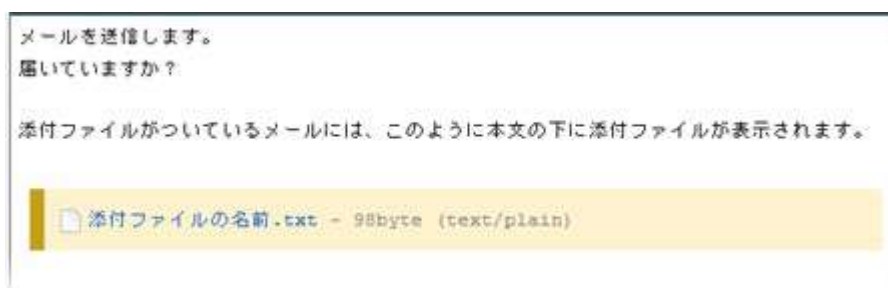 メールを送信します。
届いていますか？
添付ファイルがついているメールには、このように本文の下に添付ファイルが表示されます。
添付ファイルの名前.txt - 98byte (text/plain)